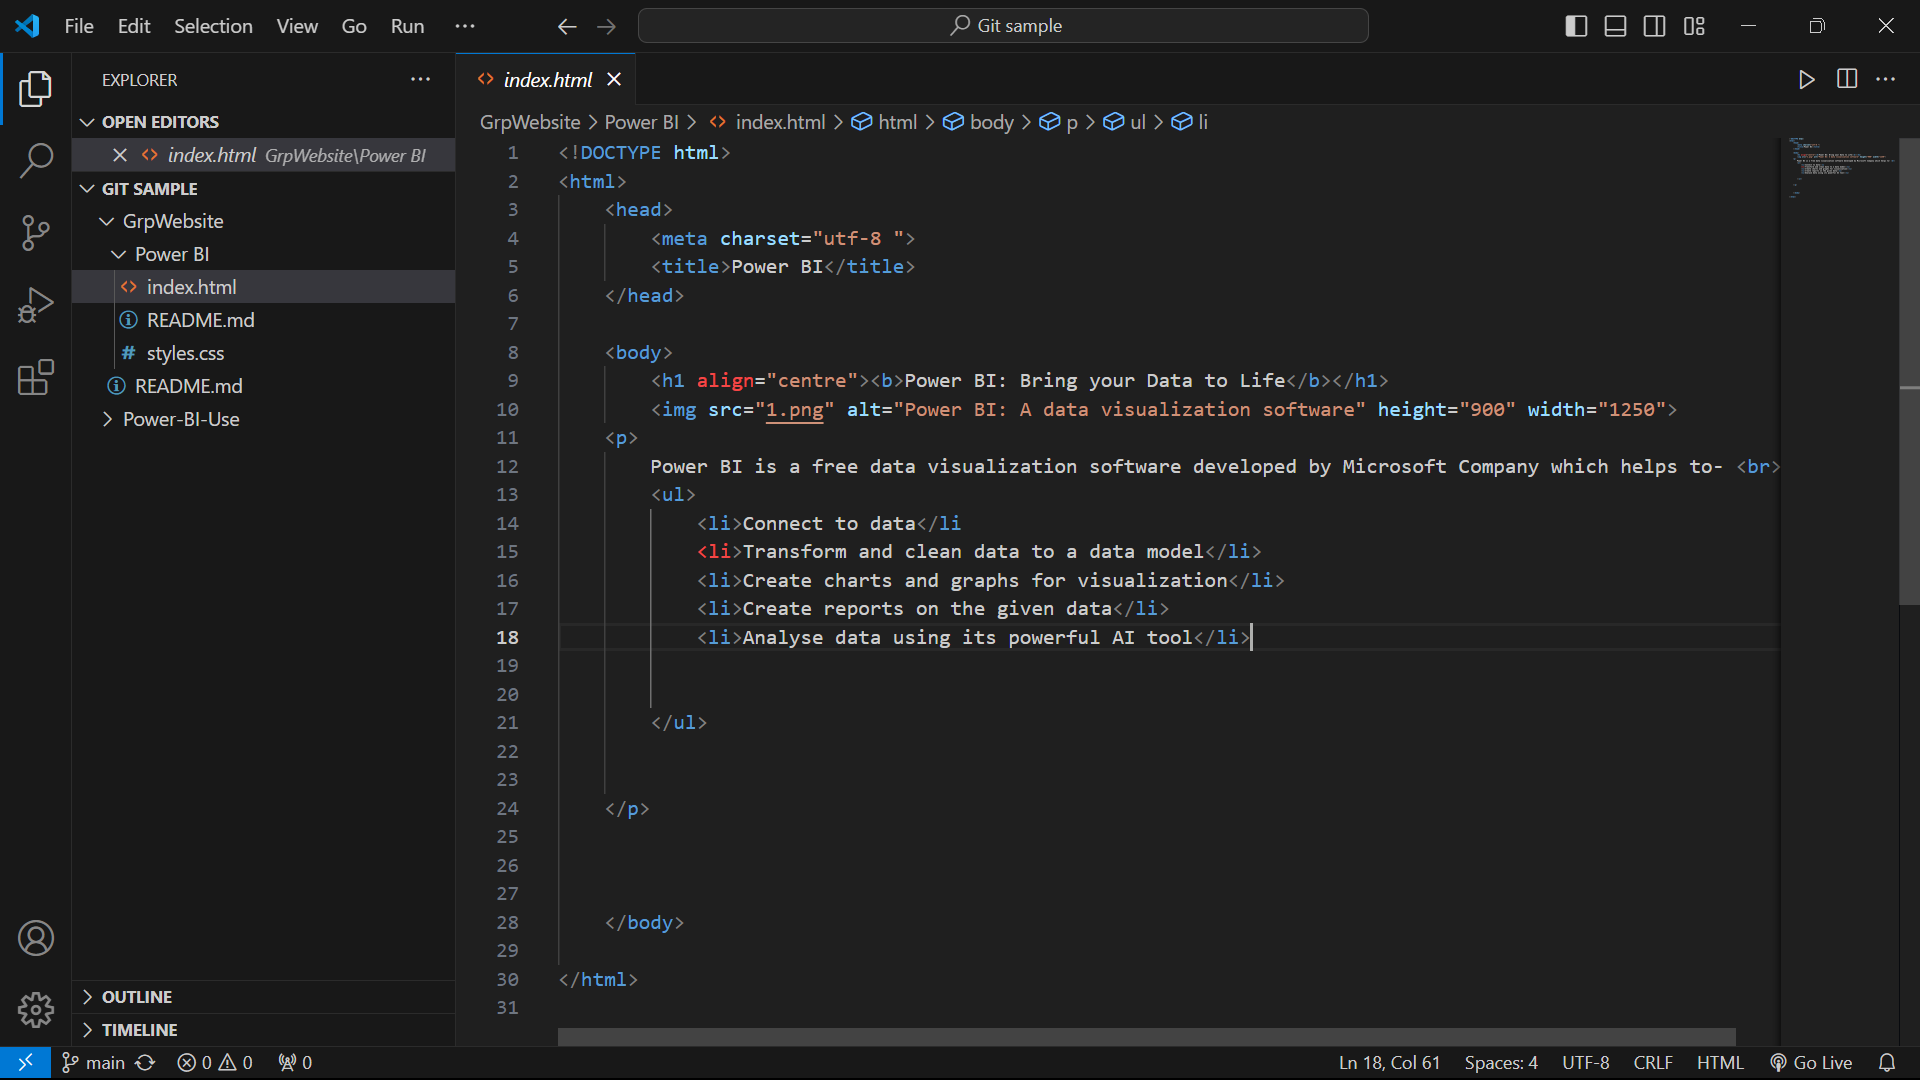 File Edit Selection View Go Run ··· Git sample
EXPLORER ···
OPEN EDITORS
index.html GrpWebsite\Power BI
GIT SAMPLE
GrpWebsite
Power BI
index.html
README.md
styles.css
README.md
Power-BI-Use
OUTLINE
TIMELINE
index.html
GrpWebsite > Power BI > index.html > html > body > p > ul > li
1 <!DOCTYPE html>
2 <html>
3 <head>
4 <meta charset="utf-8 ">
5 <title>Power BI</title>
6 </head>
7
8 <body>
9 <h1 align="centre"><b>Power BI: Bring your Data to Life</b></h1>
10 <img src="1.png" alt="Power BI: A data visualization software" height="900" width="1250">
11 <p>
12 Power BI is a free data visualization software developed by Microsoft Company which helps to- <br>
13 <ul>
14 <li>Connect to data</li
15 <li>Transform and clean data to a data model</li>
16 <li>Create charts and graphs for visualization</li>
17 <li>Create reports on the given data</li>
18 <li>Analyse data using its powerful AI tool</li>
19
20
21 </ul>
22
23
24 </p>
25
26
27
28 </body>
29
30 </html>
31
main 0 0 0 Ln 18, Col 61 Spaces: 4 UTF-8 CRLF HTML Go Live